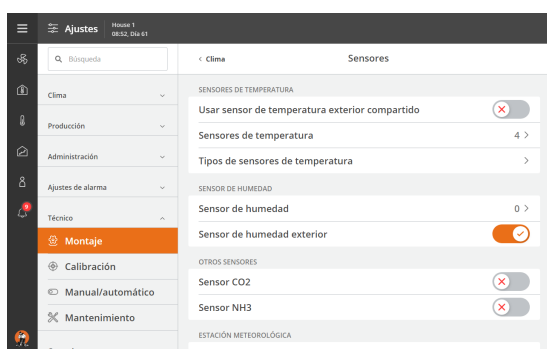 Ajustes
House 1
08:52, Día 61
Búsqueda
Clima
Producción
Administración
Ajustes de alarma
Técnico
Montaje
Calibración
Manual/automático
Mantenimiento
9
< Clima
Sensores
SENSORES DE TEMPERATURA
Usar sensor de temperatura exterior compartido
Sensores de temperatura 4 >
Tipos de sensores de temperatura >
SENSOR DE HUMEDAD
Sensor de humedad 0 >
Sensor de humedad exterior
OTROS SENSORES
Sensor CO2
Sensor NH3
ESTACIÓN METEOROLÓGICA